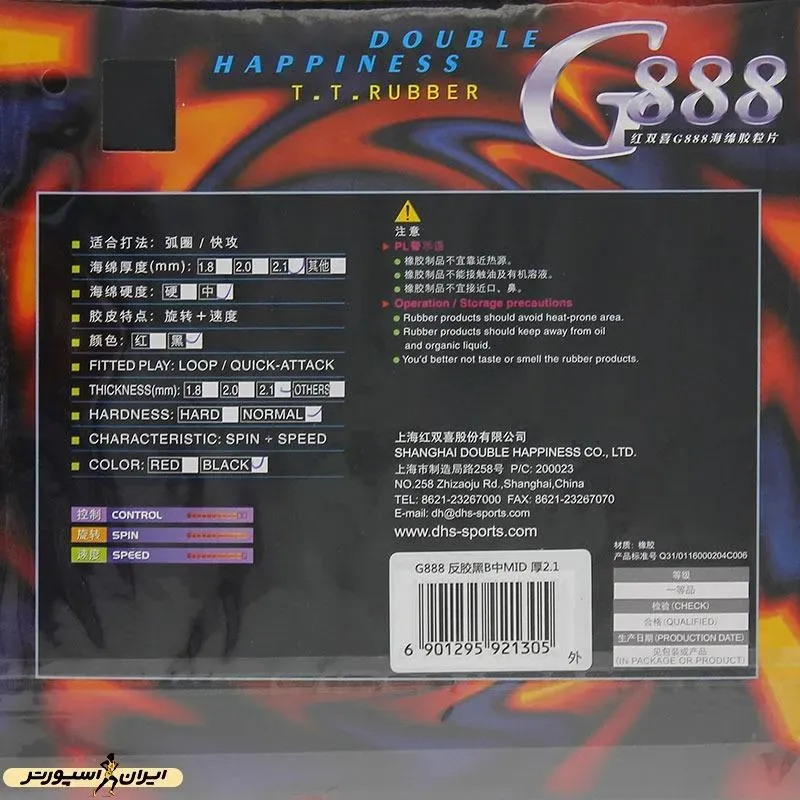 DOUBLE
HAPPINESS
T.T.RUBBER
G888
红双喜G888海绵胶粒片
适合打法: 弧圈 / 快攻
海绵厚度(mm): 1.8 2.0 2.1 其他
海绵硬度: 硬 中
胶皮特点: 旋转+速度
颜色: 红 黑
FITTED PLAY: LOOP / QUICK-ATTACK
THICKNESS(mm): 1.8 2.0 2.1 OTHERS
HARDNESS: HARD NORMAL
CHARACTERISTIC: SPIN + SPEED
COLOR: RED BLACK
控制 CONTROL
旋转 SPIN
速度 SPEED
注意
PL警示语
橡胶制品不宜靠近热源。
橡胶制品不能接触油及有机溶液。
橡胶制品不宜接近口、鼻。
Operation / Storage precautions
Rubber products should avoid heat-prone area.
Rubber products should keep away from oil
and organic liquid.
You'd better not taste or smell the rubber products.
上海红双喜股份有限公司
SHANGHAI DOUBLE HAPPINESS CO., LTD.
上海市制造局路258号 P/C: 200023
NO.258 Zhizaoju Rd.,Shanghai,China
TEL: 8621-23267000 FAX: 8621-23267070
E-mail: dh@dhs-sports.com
www.dhs-sports.com
G888 反胶黑B中MID 厚2.1
6 901295 921305 外
材质: 橡胶
产品标准号 Q31/0116000204C006
等级
一等品
检验 (CHECK)
合格 (QUALIFIED)
生产日期 (PRODUCTION DATE)
见包装或产品
(IN PACKAGE OR PRODUCT)
ایران اسپورتر